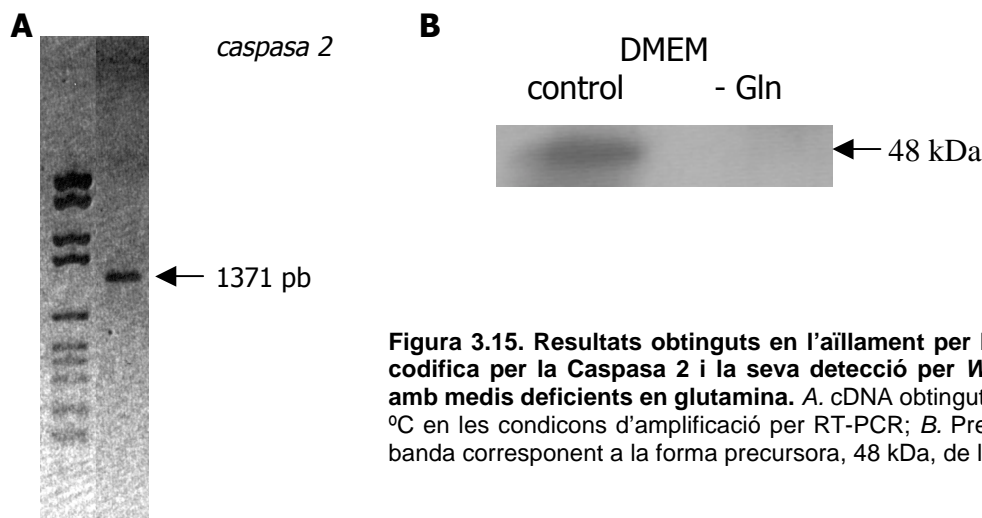 A
caspasa 2
1371 pb
B
DMEM
control - Gln
48 kDa
Figura 3.15. Resultats obtinguts en l'aïllament per
codifica per la Caspasa 2 i la seva detecció per
amb medis deficients en glutamina. A. cDNA obtingut
ºC en les condicons d'amplificació per RT-PCR; B.
banda corresponent a la forma precursora, 48 kDa, de